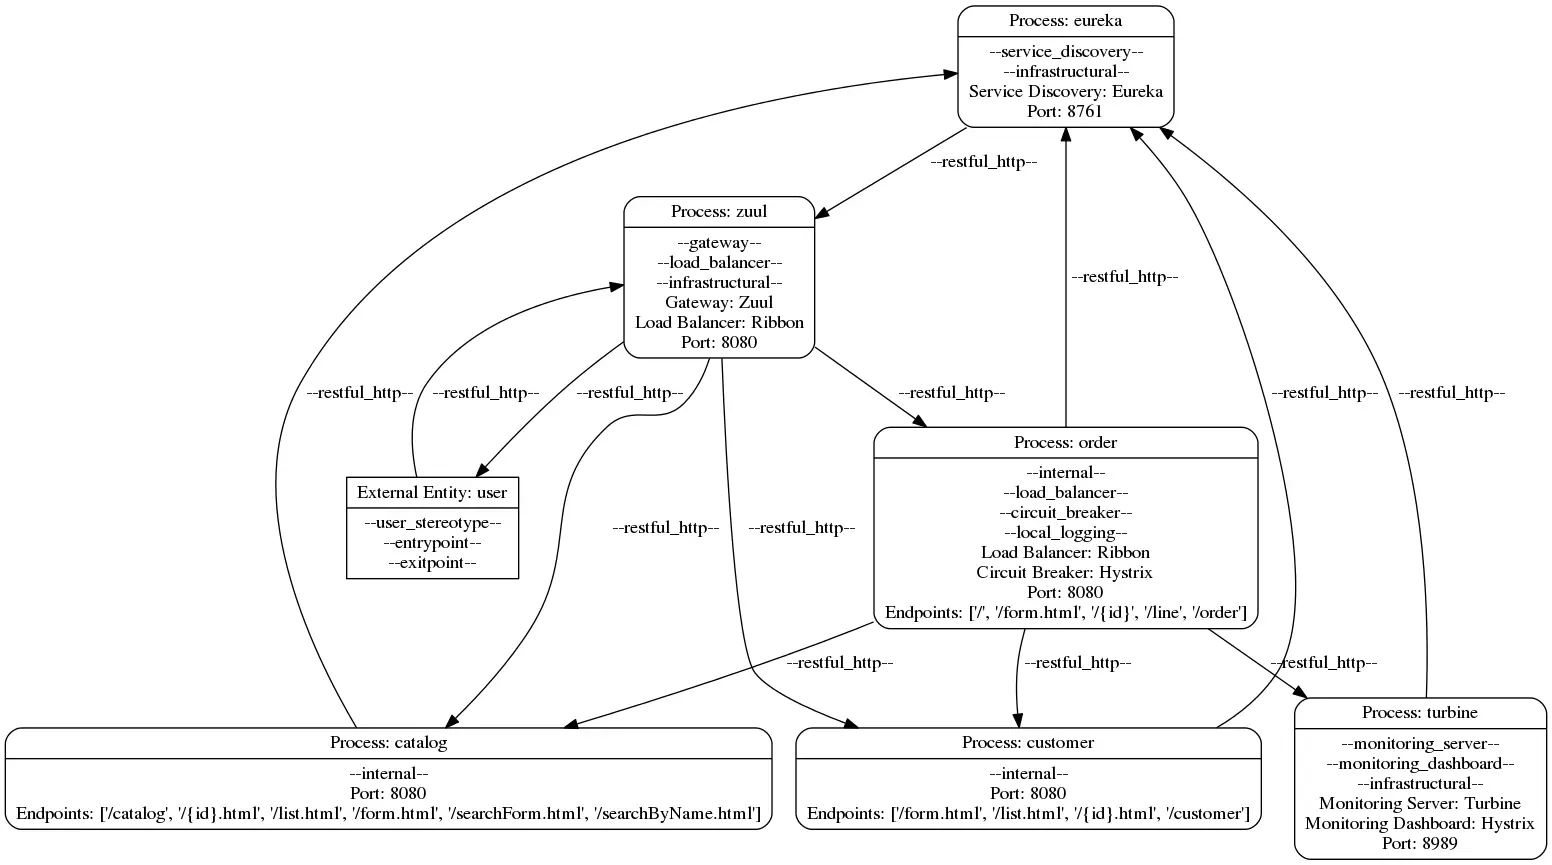 Process: eureka
--service_discovery--
--infrastructural--
Service Discovery: Eureka
Port: 8761
--restful_http--
Process: zuul
--gateway--
--load_balancer--
--infrastructural--
Gateway: Zuul
Load Balancer: Ribbon
Port: 8080
--restful_http--
--restful_http--
--restful_http--
--restful_http--
--restful_http--
--restful_http--
--restful_http--
Process: order
--internal--
--load_balancer--
--circuit_breaker--
--local_logging--
Load Balancer: Ribbon
Circuit Breaker: Hystrix
Port: 8080
Endpoints: ['/', '/form.html', '/{id}', '/line', '/order']
External Entity: user
--user_stereotype--
--entrypoint--
--exitpoint--
--restful_http--
--restful_http--
--restful_http--
--restful_http--
--restful_http--
Process: catalog
--internal--
Port: 8080
Endpoints: ['/catalog', '/{id}.html', '/list.html', '/form.html', '/searchForm.html', '/searchByName.html']
Process: customer
--internal--
Port: 8080
Endpoints: ['/form.html', '/list.html', '/{id}.html', '/customer']
Process: turbine
--monitoring_server--
--monitoring_dashboard--
--infrastructural--
Monitoring Server: Turbine
Monitoring Dashboard: Hystrix
Port: 8989